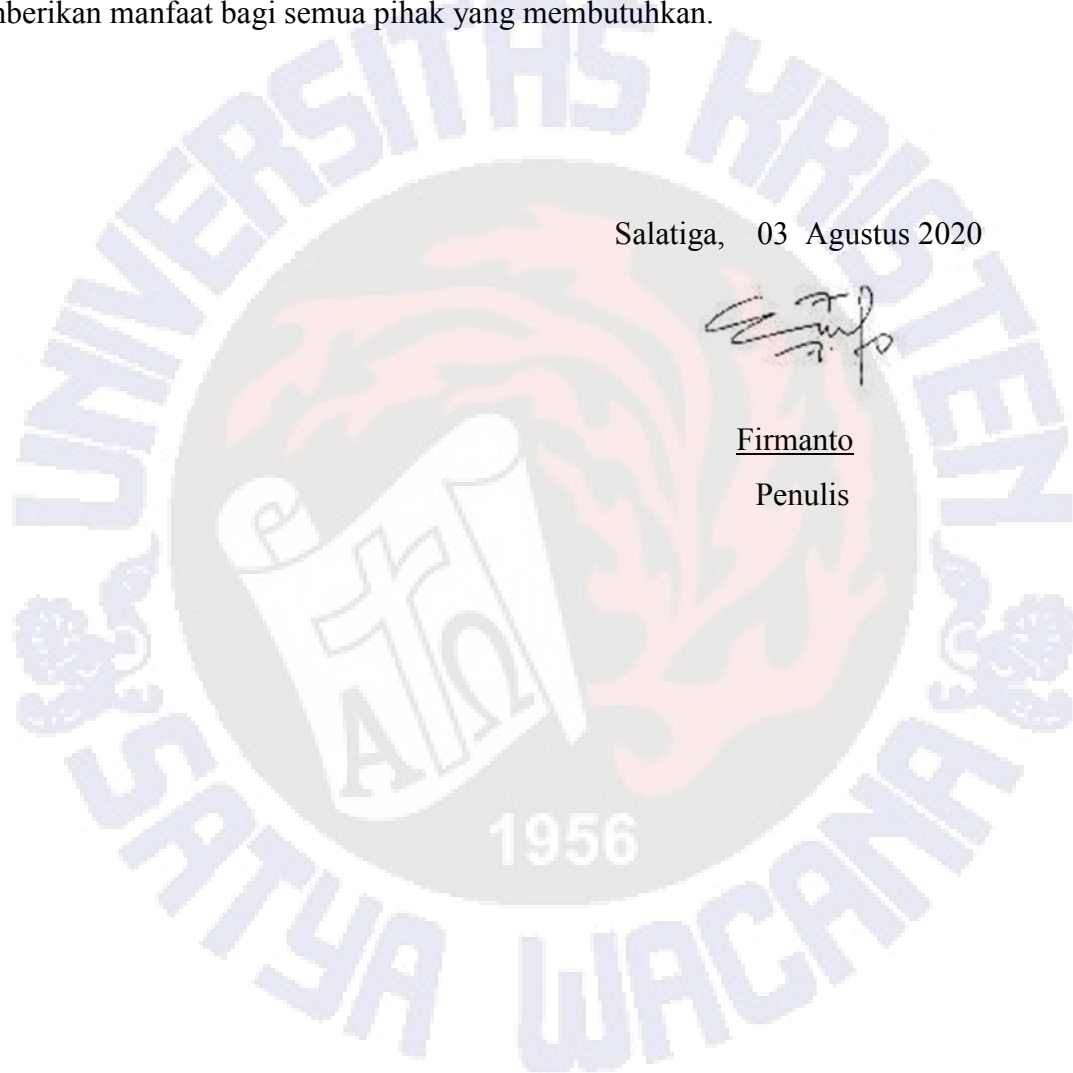 mberikan manfaat bagi semua pihak yang membutuhkan.
UNIVERSITAS KRISTEN
Salatiga, 03 Agustus 2020
Firmanto
Penulis
Α Ω
1956
SATYA WACANA